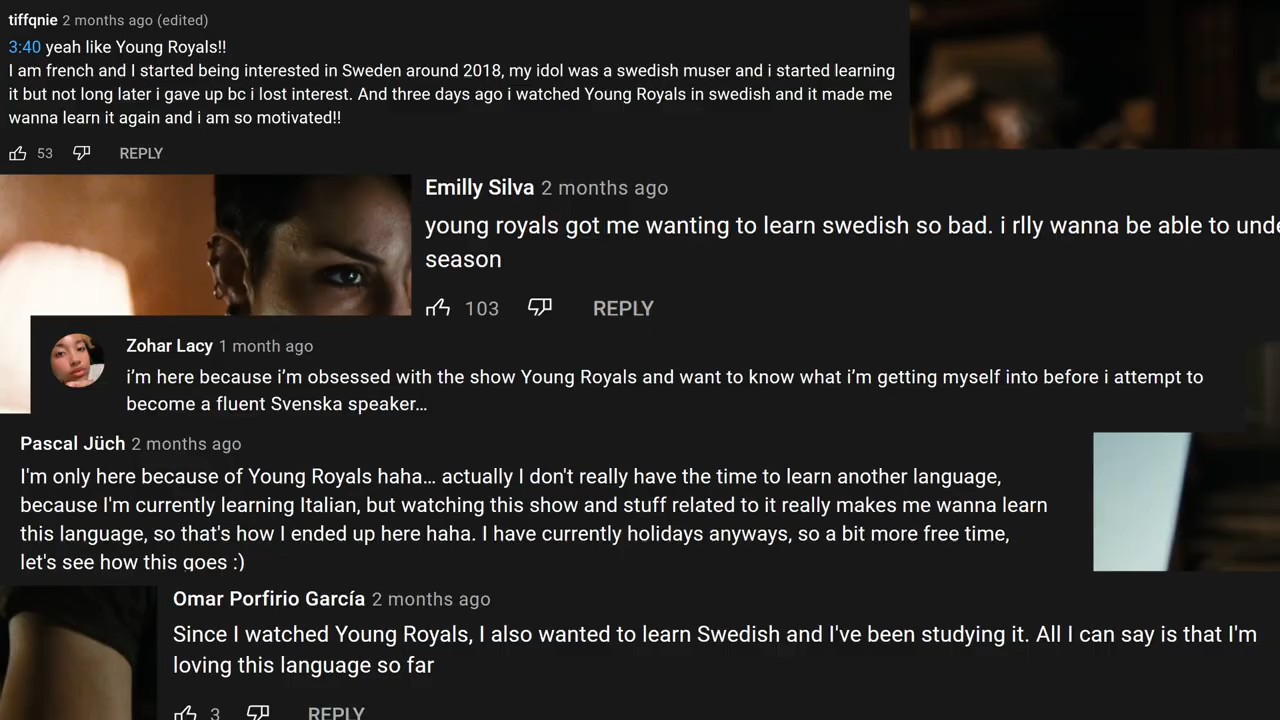 tiffqnie 2 months ago (edited)
3:40 yeah like Young Royals!!
I am french and I started being interested in Sweden around 2018, my idol was a swedish muser and i started learning
it but not long later i gave up bc i lost interest. And three days ago i watched Young Royals in swedish and it made me
wanna learn it again and i am so motivated!!
53 REPLY
Emilly Silva 2 months ago
young royals got me wanting to learn swedish so bad. i rlly wanna be able to unde
season
103 REPLY
Zohar Lacy 1 month ago
i’m here because i’m obsessed with the show Young Royals and want to know what i’m getting myself into before i attempt to
become a fluent Svenska speaker…
Pascal Jüch 2 months ago
I'm only here because of Young Royals haha… actually I don't really have the time to learn another language,
because I'm currently learning Italian, but watching this show and stuff related to it really makes me wanna learn
this language, so that's how I ended up here haha. I have currently holidays anyways, so a bit more free time,
let's see how this goes :)
Omar Porfirio García 2 months ago
Since I watched Young Royals, I also wanted to learn Swedish and I've been studying it. All I can say is that I'm
loving this language so far
3 REPLY